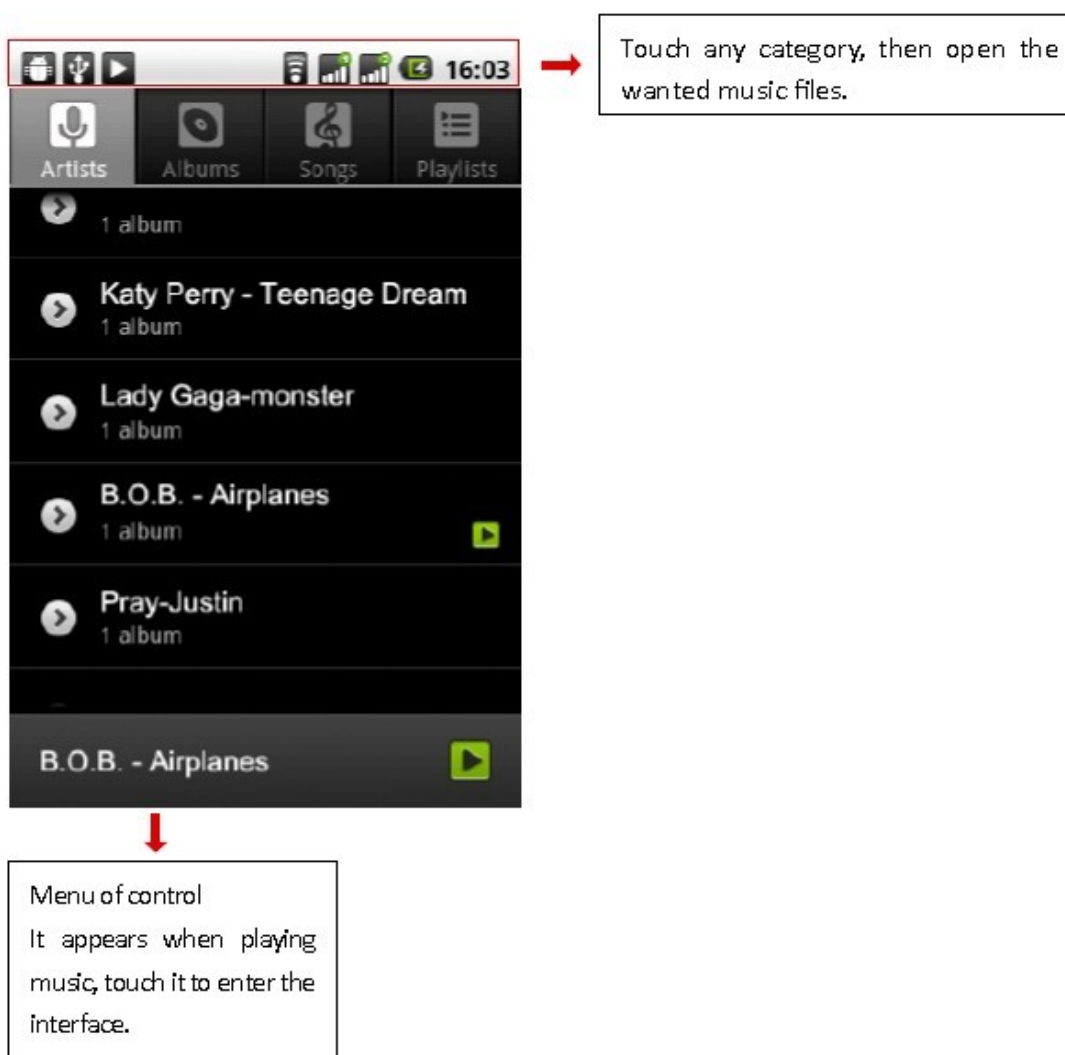 16:03
Touch any category, then open the
wanted music files.
Artists Albums Songs Playlists
1 album
Katy Perry - Teenage Dream
1 album
Lady Gaga-monster
1 album
B.O.B. - Airplanes
1 album
Pray-Justin
1 album
B.O.B. - Airplanes
Menu of control
It appears when playing
music, touch it to enter the
interface.